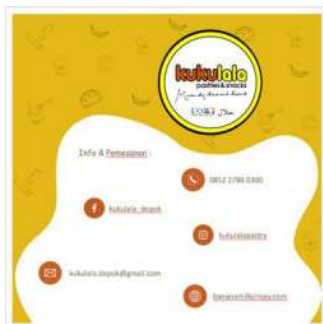 kukulala
pastries&snacks
Info & Pemesanan :
0852 2786 0300
kukulala_depok
kukulalapastry
kukulala.depok@gmail.com